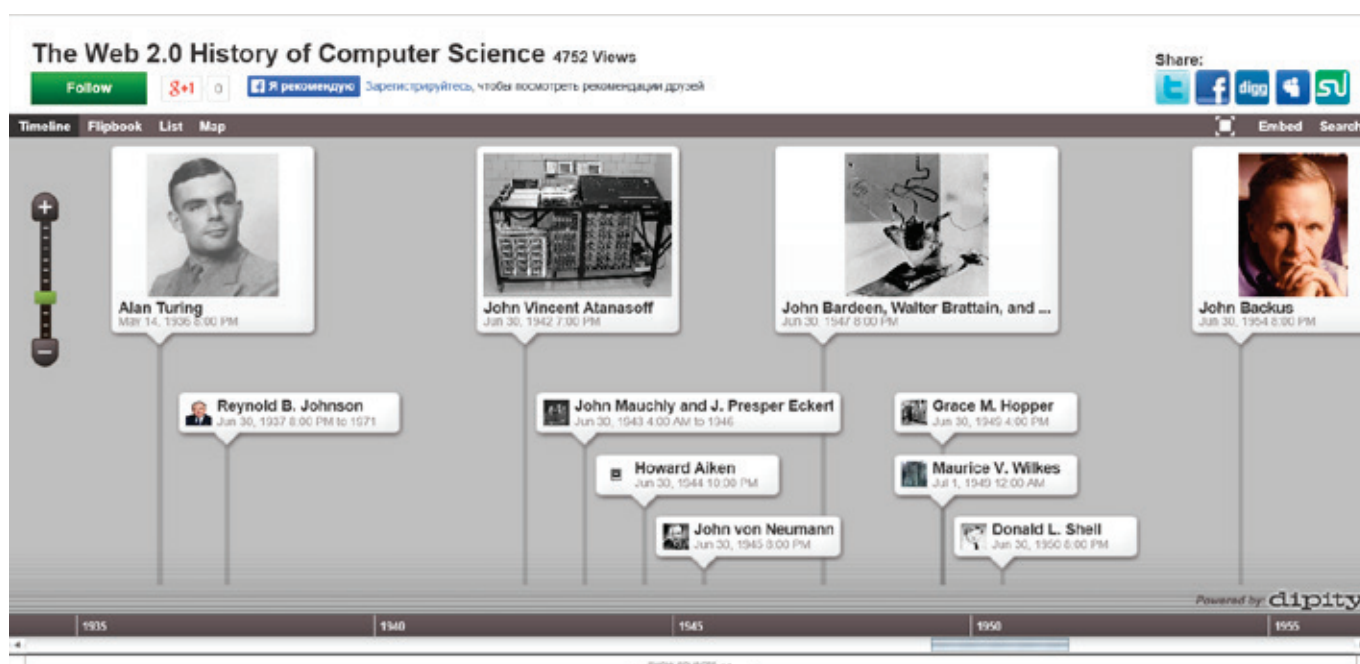 The Web 2.0 History of Computer Science 4752 Views
Share:
Follow
g+1 0
Я рекомендую Зарегистрируйтесь, чтобы посмотреть рекомендации друзей
digg
Timeline Flipbook List Map
Embed Search
Alan Turing
May 14, 1936 8:00 PM
John Vincent Atanasoff
Jun 30, 1942 7:00 PM
John Bardeen, Walter Brattain, and ...
Jun 30, 1947 8:00 PM
John Backus
Jun 30, 1954 8:00 PM
Reynold B. Johnson
Jun 30, 1937 8:00 PM to 1971
John Mauchly and J. Presper Eckert
Jun 30, 1943 4:00 AM to 1946
Grace M. Hopper
Jun 30, 1949 4:00 PM
Howard Aiken
Jun 30, 1944 10:00 PM
Maurice V. Wilkes
Jul 1, 1949 12:00 AM
John von Neumann
Jun 30, 1945 8:00 PM
Donald L. Shell
Jun 30, 1950 8:00 PM
Powered by dipity
1935 1940 1945 1950 1955